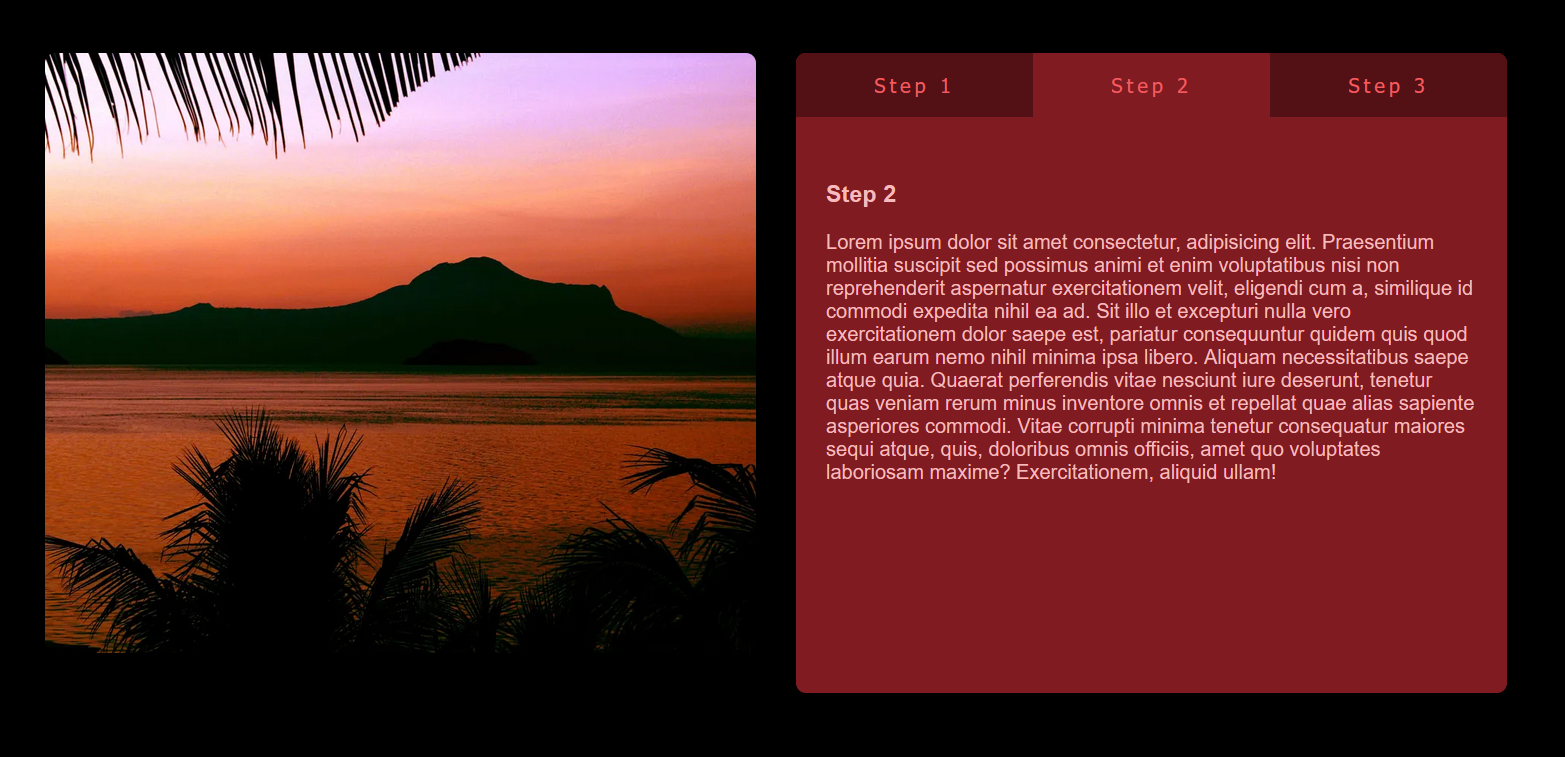 Step 1
Step 2
Step 3
Step 2
Lorem ipsum dolor sit amet consectetur, adipisicing elit. Praesentium
mollitia suscipit sed possimus animi et enim voluptatibus nisi non
reprehenderit aspernatur exercitationem velit, eligendi cum a, similique id
commodi expedita nihil ea ad. Sit illo et excepturi nulla vero
exercitationem dolor saepe est, pariatur consequuntur quidem quis quod
illum earum nemo nihil minima ipsa libero. Aliquam necessitatibus saepe
atque quia. Quaerat perferendis vitae nesciunt iure deserunt, tenetur
quas veniam rerum minus inventore omnis et repellat quae alias sapiente
asperiores commodi. Vitae corrupti minima tenetur consequatur maiores
sequi atque, quis, doloribus omnis officiis, amet quo voluptates
laboriosam maxime? Exercitationem, aliquid ullam!